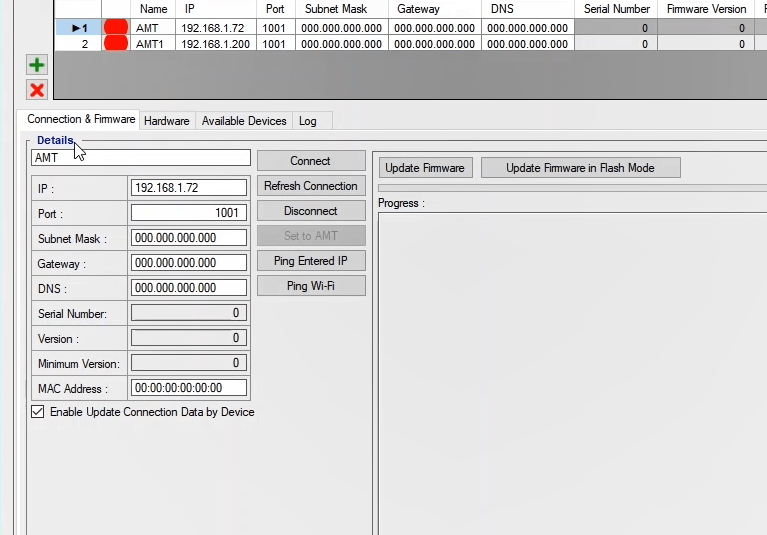 Name IP Port Subnet Mask Gateway DNS Serial Number Firmware Version
►1 AMT 192.168.1.72 1001 000.000.000.000 000.000.000.000 000.000.000.000 0 0
2 AMT1 192.168.1.200 1001 000.000.000.000 000.000.000.000 000.000.000.000 0 0
Connection & Firmware Hardware Available Devices Log
Details
AMT
Connect
IP : 192.168.1.72
Refresh Connection
Port : 1001
Disconnect
Subnet Mask : 000.000.000.000
Set to AMT
Gateway : 000.000.000.000
Ping Entered IP
DNS : 000.000.000.000
Ping Wi-Fi
Serial Number: 0
Version : 0
Minimum Version: 0
MAC Address : 00:00:00:00:00:00
Enable Update Connection Data by Device
Update Firmware Update Firmware in Flash Mode
Progress :